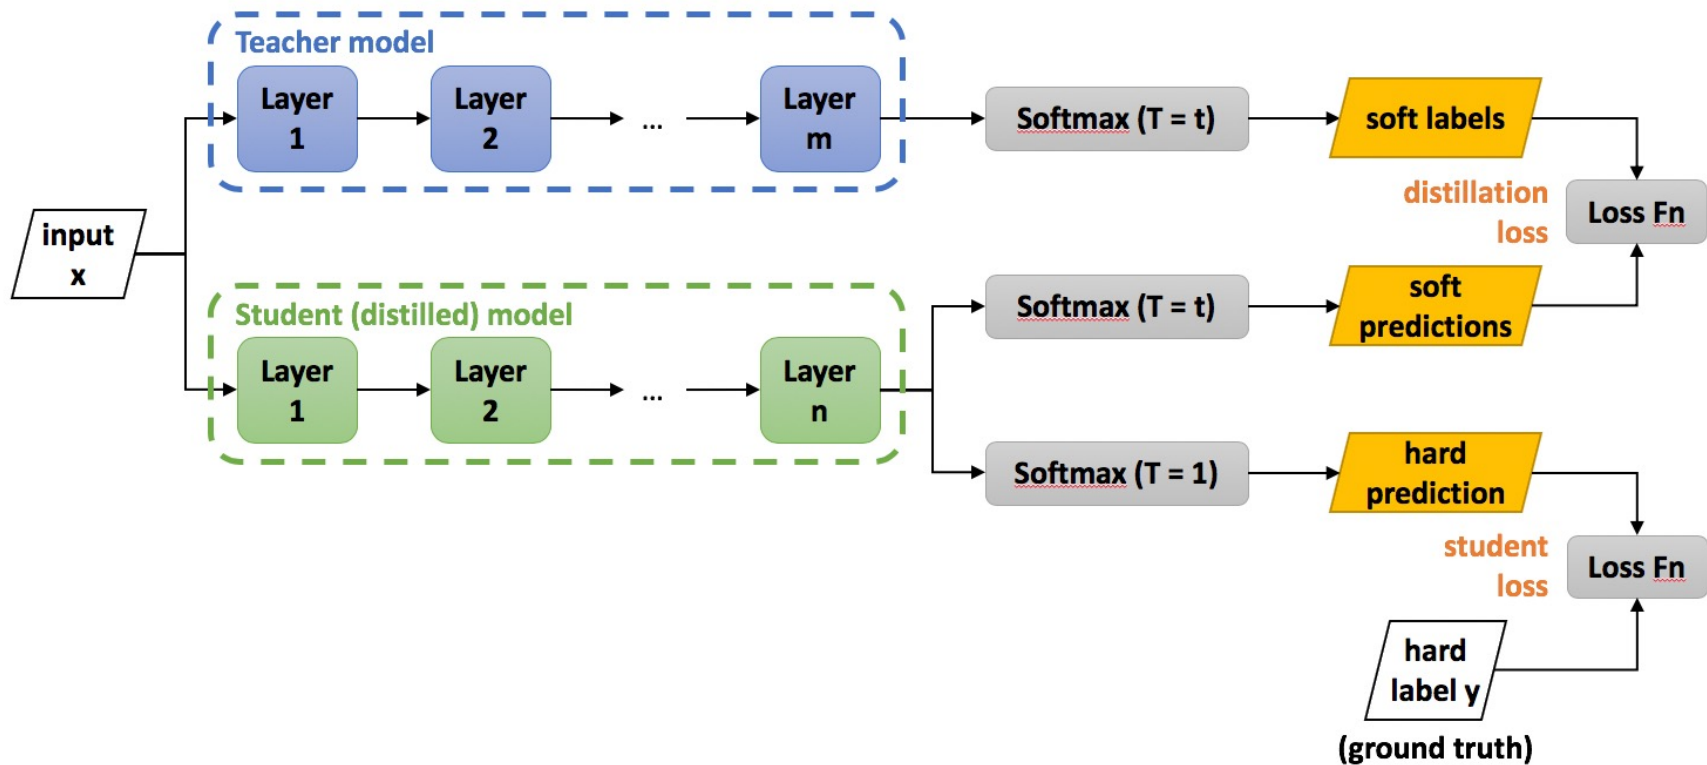 Teacher model
Layer
1
Layer
2
...
Layer
m
Softmax (T = t)
soft labels
input
x
distillation
loss
Loss Fn
Student (distilled) model
Layer
1
Layer
2
...
Layer
n
Softmax (T = t)
soft
predictions
Softmax (T = 1)
hard
prediction
student
loss
Loss Fn
hard
label y
(ground truth)